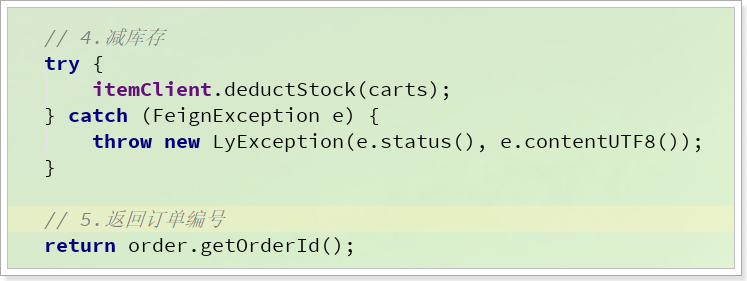 // 4.减库存
try {
    itemClient.deductStock(carts);
} catch (FeignException e) {
    throw new LyException(e.status(), e.contentUTF8());
}
// 5.返回订单编号
return order.getOrderId();